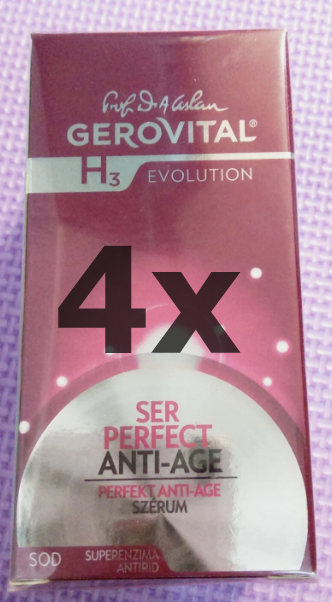 Prof. Dr A Aslan
GEROVITAL®
H3 EVOLUTION
4x
SER
PERFECT
ANTI-AGE
PERFEKT ANTI-AGE
SZÉRUM
SOD
SUPERENZIMA
ANTIRID